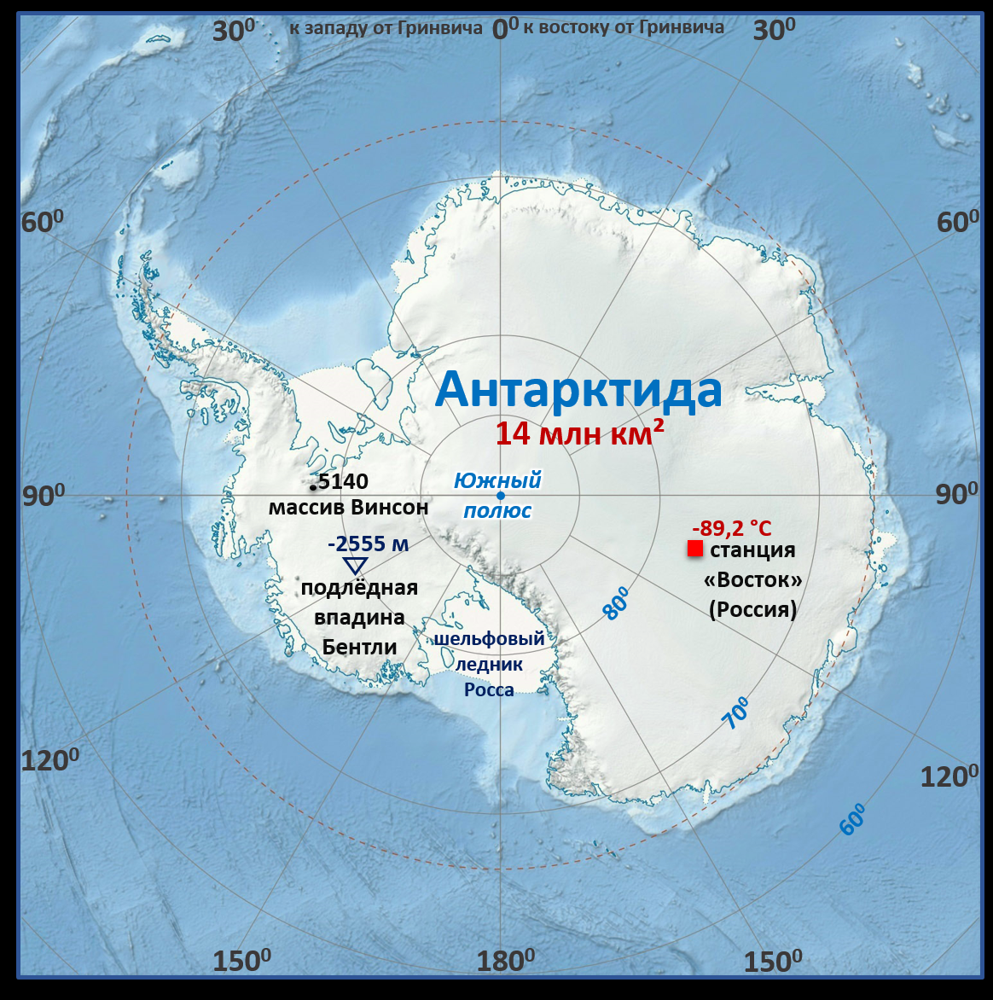 30⁰ к западу от Гринвича 0⁰ к востоку от Гринвича 30⁰
60⁰ 60⁰
Антарктида
14 млн км²
Южный
полюс
.5140
массив Винсон
90⁰ 90⁰
-89,2 °C
станция
«Восток»
(Россия)
-2555 м
подлёдная
впадина
Бентли
80⁰
шельфовый
ледник
Росса
70⁰
120⁰ 120⁰
60⁰
150⁰ 180⁰ 150⁰